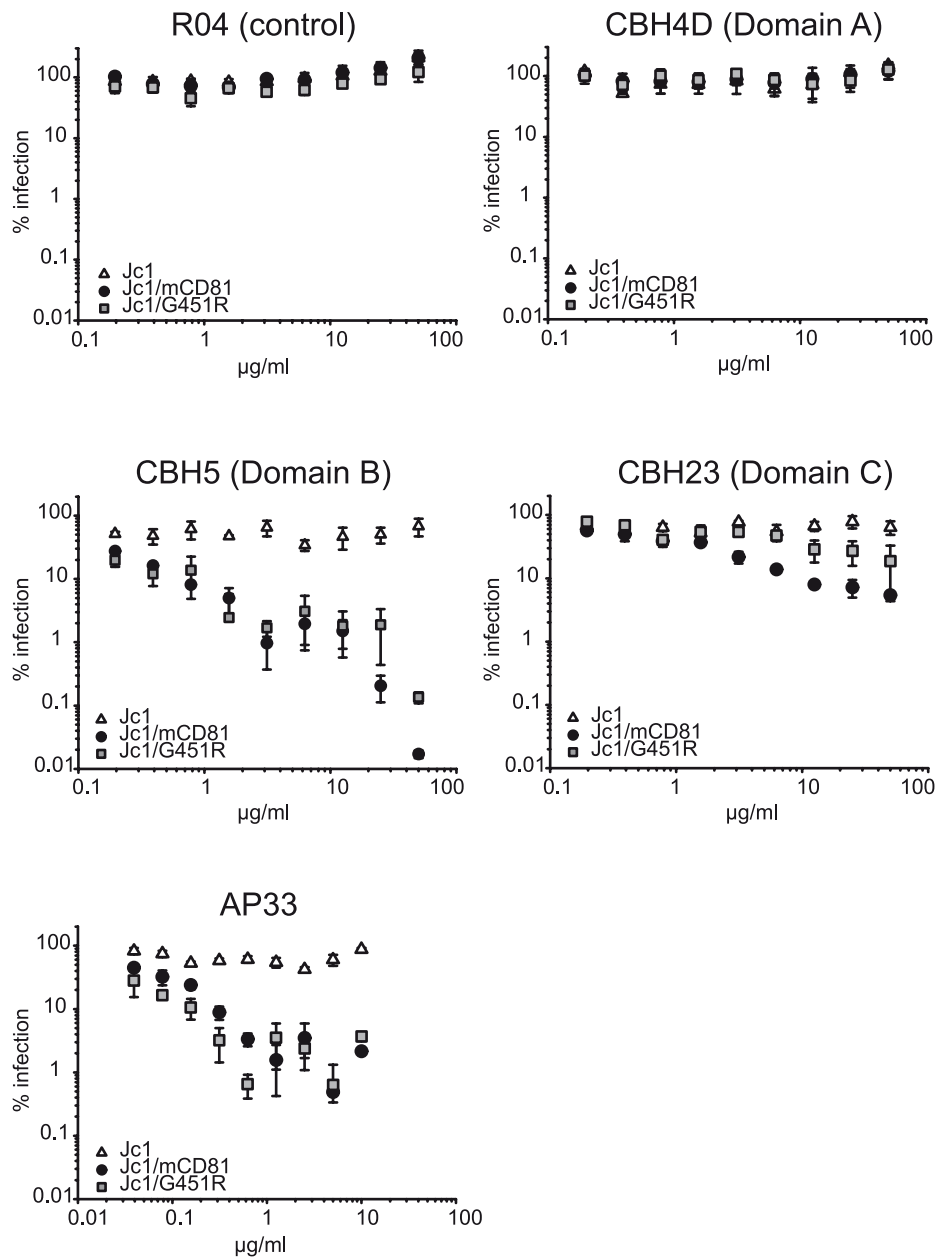 R04 (control)
% infection
100
10
1
0.1
0.01
Jc1
Jc1/mCD81
Jc1/G451R
0.1
1
10
100
µg/ml
CBH4D (Domain A)
% infection
100
10
1
0.1
0.01
Jc1
Jc1/mCD81
Jc1/G451R
0.1
1
10
100
µg/ml
CBH5 (Domain B)
% infection
100
10
1
0.1
0.01
Jc1
Jc1/mCD81
Jc1/G451R
0.1
1
10
100
µg/ml
CBH23 (Domain C)
% infection
100
10
1
0.1
0.01
Jc1
Jc1/mCD81
Jc1/G451R
0.1
1
10
100
µg/ml
AP33
% infection
100
10
1
0.1
0.01
Jc1
Jc1/mCD81
Jc1/G451R
0.01
0.1
1
10
100
µg/ml